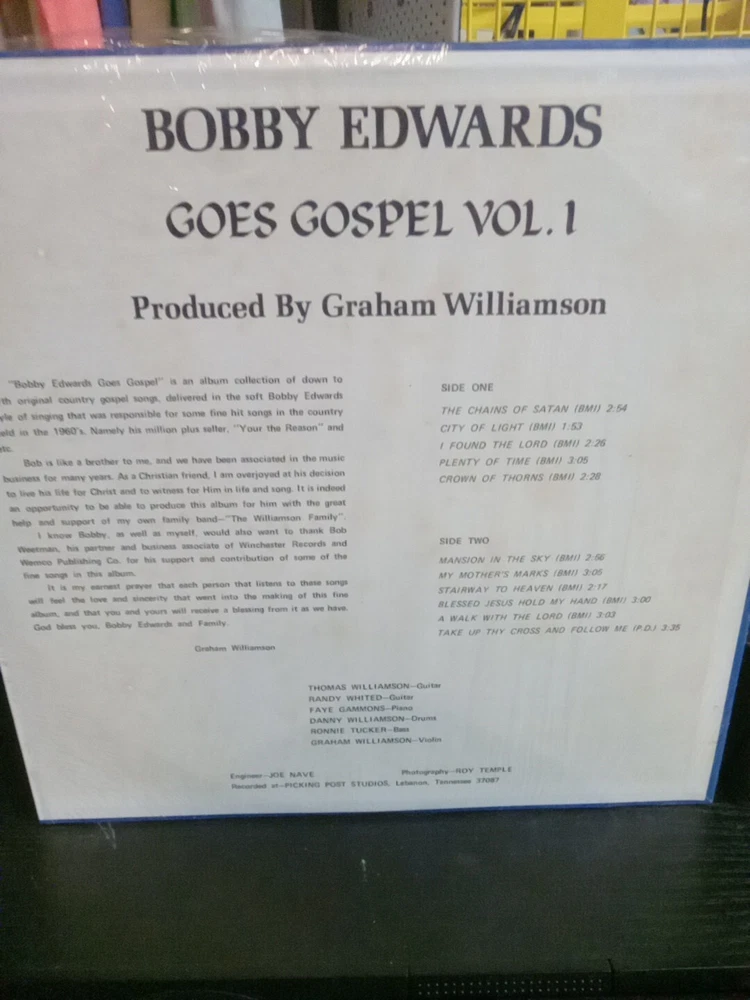 BOBBY EDWARDS
GOES GOSPEL VOL. 1
Produced By Graham Williamson
"Bobby Edwards Goes Gospel" is an album collection of down to
th original country gospel songs, delivered in the soft Bobby Edwards
yle of singing that was responsible for some fine hit songs in the country
eld in the 1960's. Namely his million plus seller, "Your the Reason" and
etc.
Bob is like a brother to me, and we have been associated in the music
business for many years. As a Christian friend, I am overjoyed at his decision
to live his life for Christ and to witness for Him in life and song. It is indeed
an opportunity to be able to produce this album for him with the great
help and support of my own family band—"The Williamson Family".
I know Bobby, as well as myself, would also want to thank Bob
Weetman, his partner and business associate of Winchester Records and
Wemco Publishing Co. for his support and contribution of some of the
fine songs in this album.
It is my earnest prayer that each person that listens to these songs
will feel the love and sincerity that went into the making of this fine
album, and that you and yours will receive a blessing from it as we have.
God bless you, Bobby Edwards and Family.
Graham Williamson
SIDE ONE
THE CHAINS OF SATAN (BMI) 2:54
CITY OF LIGHT (BMI) 1:53
I FOUND THE LORD (BMI) 2:26
PLENTY OF TIME (BMI) 3:05
CROWN OF THORNS (BMI) 2:28
SIDE TWO
MANSION IN THE SKY (BMI) 2:56
MY MOTHER'S MARKS (BMI) 3:05
STAIRWAY TO HEAVEN (BMI) 2:17
BLESSED JESUS HOLD MY HAND (BMI) 3:00
A WALK WITH THE LORD (BMI) 3:03
TAKE UP THY CROSS AND FOLLOW ME (P.D.) 3:35
THOMAS WILLIAMSON—Guitar
RANDY WHITED—Guitar
FAYE GAMMONS—Piano
DANNY WILLIAMSON—Drums
RONNIE TUCKER—Bass
GRAHAM WILLIAMSON—Violin
Engineer—JOE NAVE
Photography—ROY TEMPLE
Recorded at—PICKING POST STUDIOS, Lebanon, Tennessee 37087